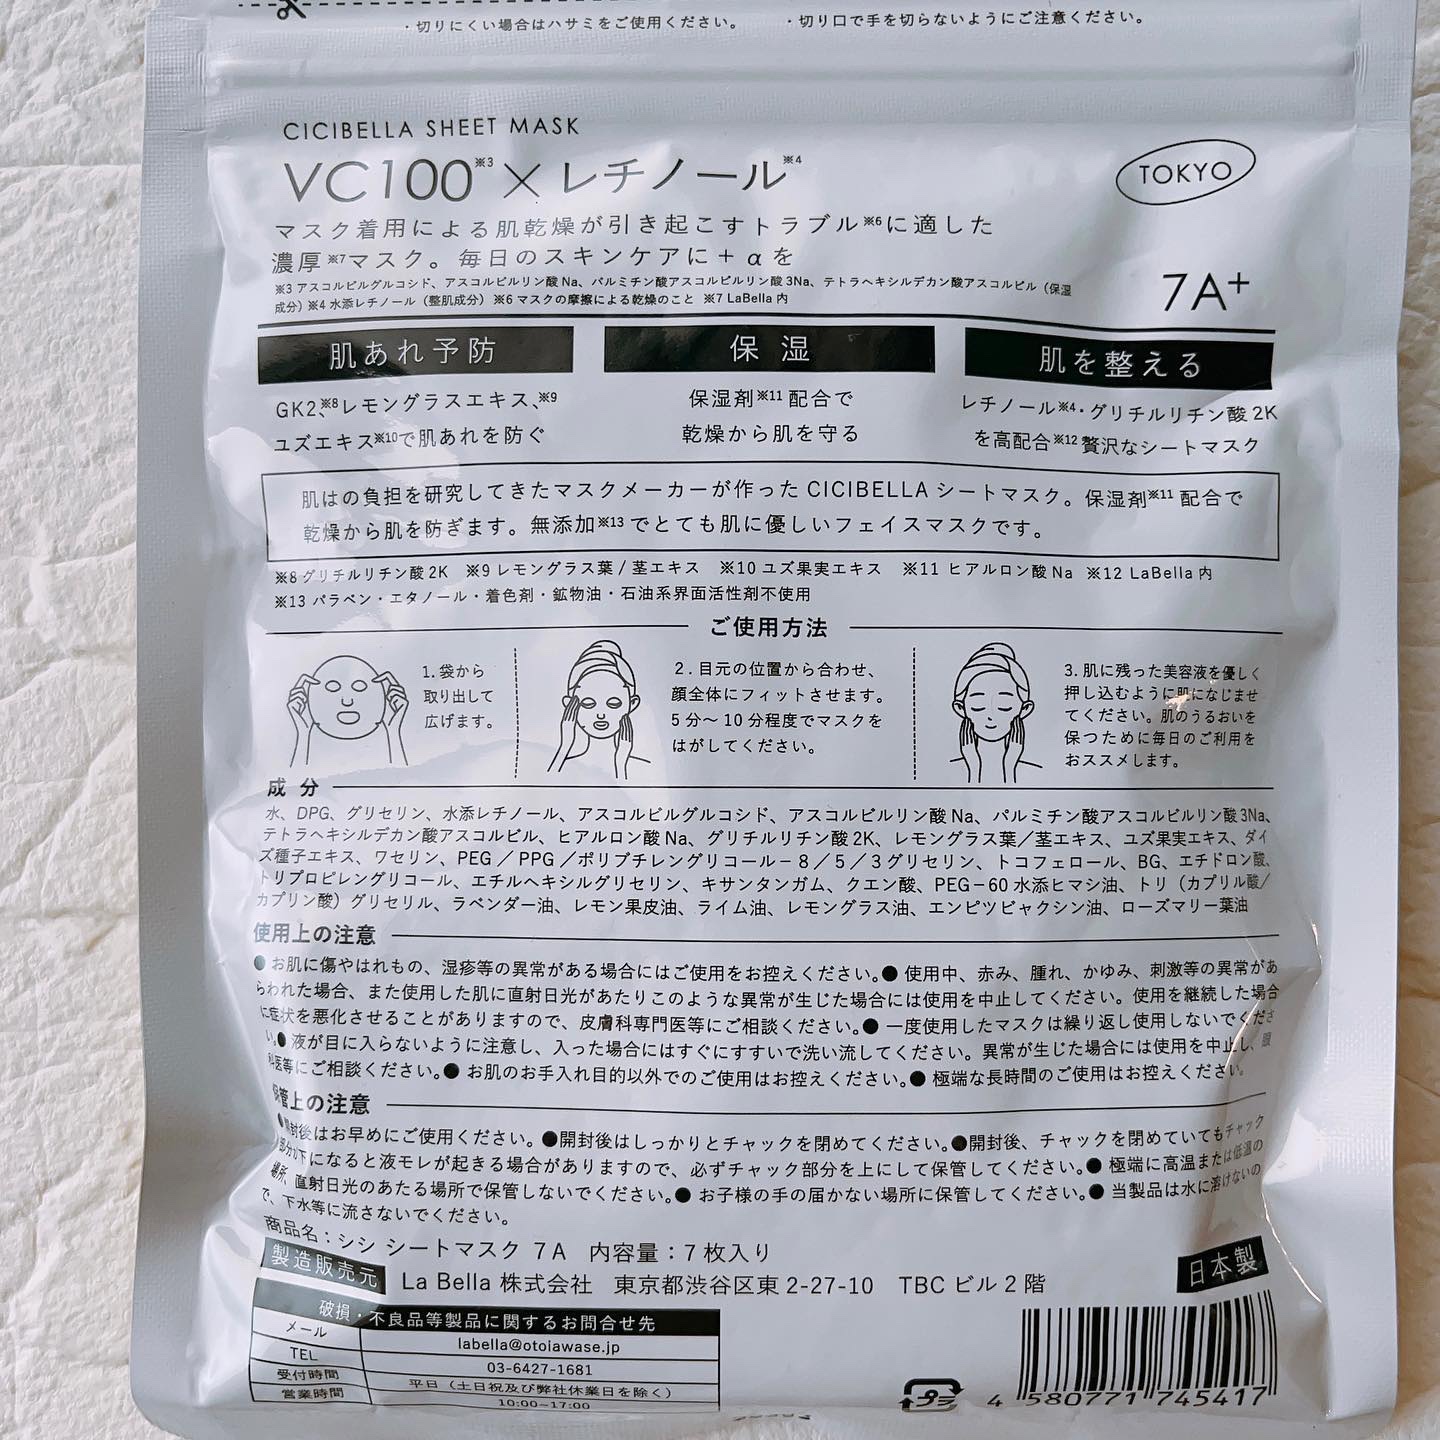 ・切りにくい場合はハサミをご使用ください。 ・切り口で手を切らないようにご注意ください。
CICIBELLA SHEET MASK
VC100※3×レチノール※4
TOKYO
マスク着用による肌乾燥が引き起こすトラブル※6に適した
濃厚※7マスク。毎日のスキンケアに+αを
※3 アスコルビルグルコシド、アスコルビルリン酸Na、パルミチン酸アスコルビルリン酸3Na、テトラヘキシルデカン酸アスコルビル（保湿
成分）※4 水添レチノール（整肌成分）※6 マスクの摩擦による乾燥のこと ※7 LaBella内
7A+
肌あれ予防
GK2、※8レモングラスエキス、※9
ユズエキス※10で肌あれを防ぐ
保湿
保湿剤※11配合で
乾燥から肌を守る
肌を整える
レチノール※4・グリチルリチン酸2K
を高配合※12贅沢なシートマスク
肌はの負担を研究してきたマスクメーカーが作ったCICIBELLAシートマスク。保湿剤※11配合で
乾燥から肌を防ぎます。無添加※13でとても肌に優しいフェイスマスクです。
※8 グリチルリチン酸2K ※9 レモングラス葉/茎エキス ※10 ユズ果実エキス ※11 ヒアルロン酸Na ※12 LaBella内
※13 パラベン・エタノール・着色剤・鉱物油・石油系界面活性剤不使用
ご使用方法
1. 袋から
取り出して
広げます。
2. 目元の位置から合わせ、
顔全体にフィットさせます。
5分～10分程度でマスクを
はがしてください。
3. 肌に残った美容液を優しく
押し込むように肌になじませ
てください。肌のうるおいを
保つために毎日のご利用を
おススメします。
成分
水、DPG、グリセリン、水添レチノール、アスコルビルグルコシド、アスコルビルリン酸Na、パルミチン酸アスコルビルリン酸3Na、
テトラヘキシルデカン酸アスコルビル、ヒアルロン酸Na、グリチルリチン酸2K、レモングラス葉／茎エキス、ユズ果実エキス、ダイ
ズ種子エキス、ワセリン、PEG／PPG／ポリブチレングリコール－8／5／3グリセリン、トコフェロール、BG、エチドロン酸、
トリプロピレングリコール、エチルヘキシルグリセリン、キサンタンガム、クエン酸、PEG－60水添ヒマシ油、トリ（カプリル酸／
カプリン酸）グリセリル、ラベンダー油、レモン果皮油、ライム油、レモングラス油、エンピツビャクシン油、ローズマリー葉油
使用上の注意
●お肌に傷やはれもの、湿疹等の異常がある場合にはご使用をお控えください。●使用中、赤み、腫れ、かゆみ、刺激等の異常があ
らわれた場合、また使用した肌に直射日光があたりこのような異常が生じた場合には使用を中止してください。使用を継続した場合
に症状を悪化させることがありますので、皮膚科専門医等にご相談ください。●一度使用したマスクは繰り返し使用しないでくださ
い。●液が目に入らないように注意し、入った場合にはすぐにすすいで洗い流してください。異常が生じた場合には使用を中止し、眼
科医等にご相談ください。●お肌のお手入れ目的以外でのご使用はお控えください。●極端な長時間のご使用はお控えください。
保管上の注意
●開封後はお早めにご使用ください。●開封後はしっかりとチャックを閉めてください。●開封後、チャックを閉めていてもチャック
部分が下になると液モレが起きる場合がありますので、必ずチャック部分を上にして保管してください。●極端に高温または低温の
場所、直射日光のあたる場所で保管しないでください。●お子様の手の届かない場所に保管してください。●当製品は水に溶けないの
で、下水等に流さないでください。
商品名：シシ シートマスク 7A 内容量：7枚入り
製造販売元 La Bella 株式会社 東京都渋谷区東2-27-10 TBCビル2階
日本製
破損・不良品等製品に関するお問合せ先
メール labella@otoiawase.jp
TEL 03-6427-1681
受付時間 平日（土日祝及び弊社休業日を除く）
営業時間 10:00~17:00
プラ
4 580771 745417